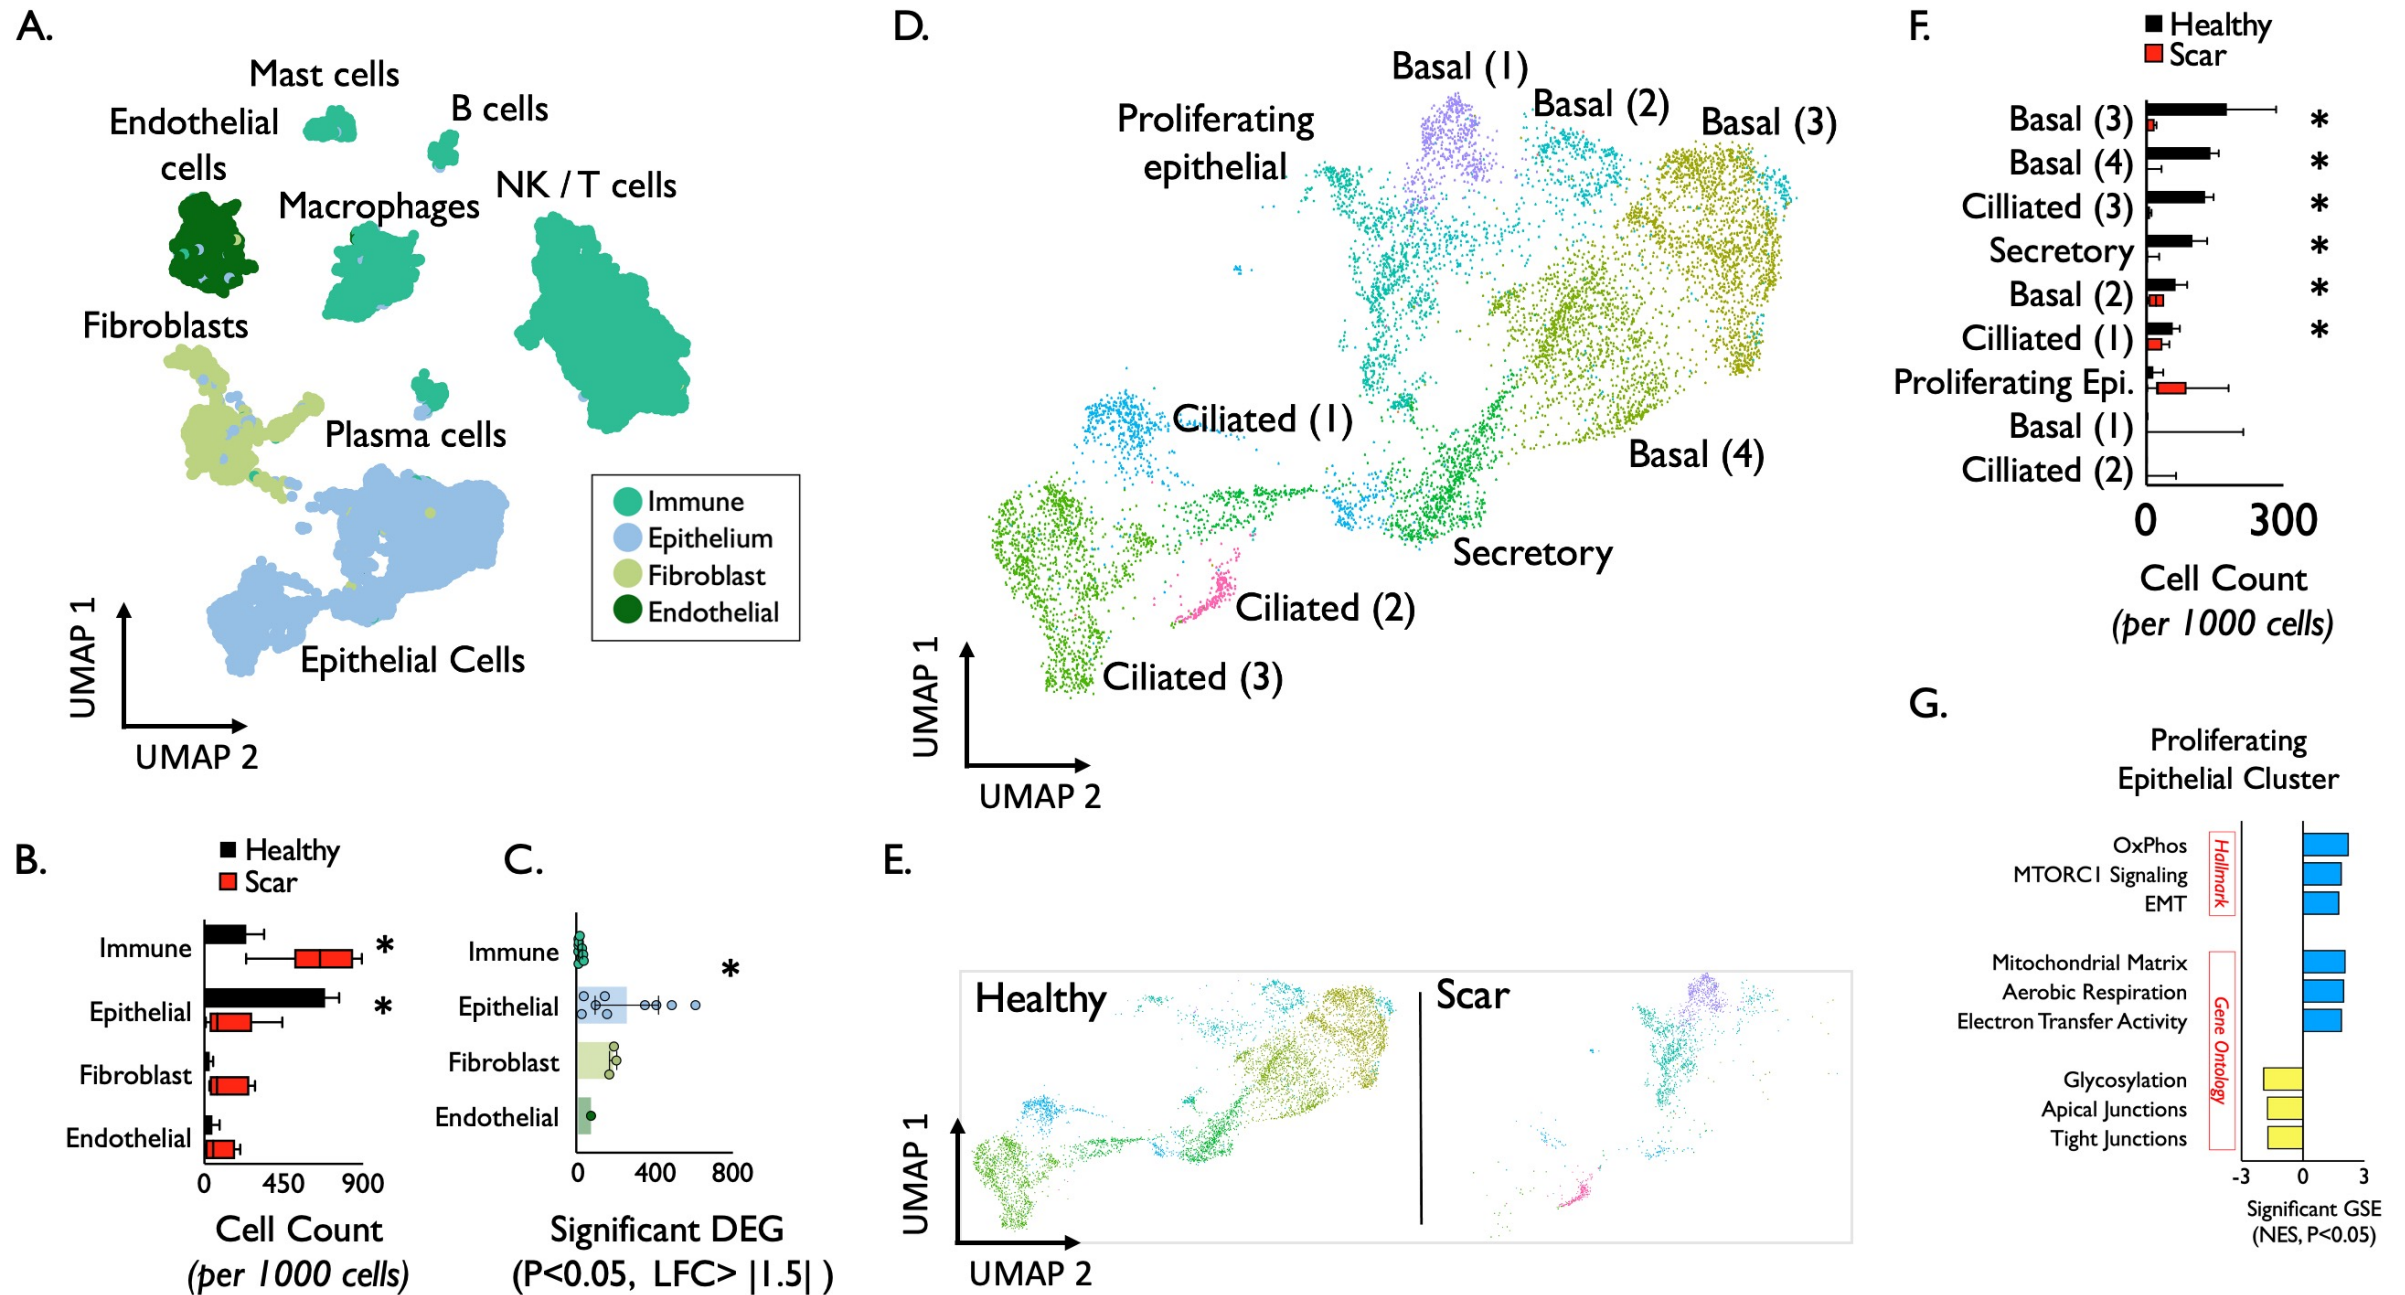 A.
Mast cells
B cells
Endothelial
cells
NK / T cells
Macrophages
Fibroblasts
Plasma cells
Immune
Epithelium
Fibroblast
Endothelial
Epithelial Cells
UMAP 1
UMAP 2
B.
Healthy
Scar
Immune
*
Epithelial
*
Fibroblast
Endothelial
0 450 900
Cell Count
(per 1000 cells)
C.
Immune
*
Epithelial
Fibroblast
Endothelial
0 400 800
Significant DEG
(P<0.05, LFC> |1.5| )
D.
Basal (1)
Basal (2)
Basal (3)
Proliferating
epithelial
Ciliated (1)
Basal (4)
Secretory
Ciliated (2)
Ciliated (3)
UMAP 1
UMAP 2
E.
Healthy
Scar
UMAP 1
UMAP 2
F.
Healthy
Scar
Basal (3) *
Basal (4) *
Cilliated (3) *
Secretory *
Basal (2) *
Cilliated (1) *
Proliferating Epi.
Basal (1)
Cilliated (2)
0 300
Cell Count
(per 1000 cells)
G.
Proliferating
Epithelial Cluster
Hallmark
OxPhos
MTORC1 Signaling
EMT
Gene Ontology
Mitochondrial Matrix
Aerobic Respiration
Electron Transfer Activity
Glycosylation
Apical Junctions
Tight Junctions
-3 0 3
Significant GSE
(NES, P<0.05)